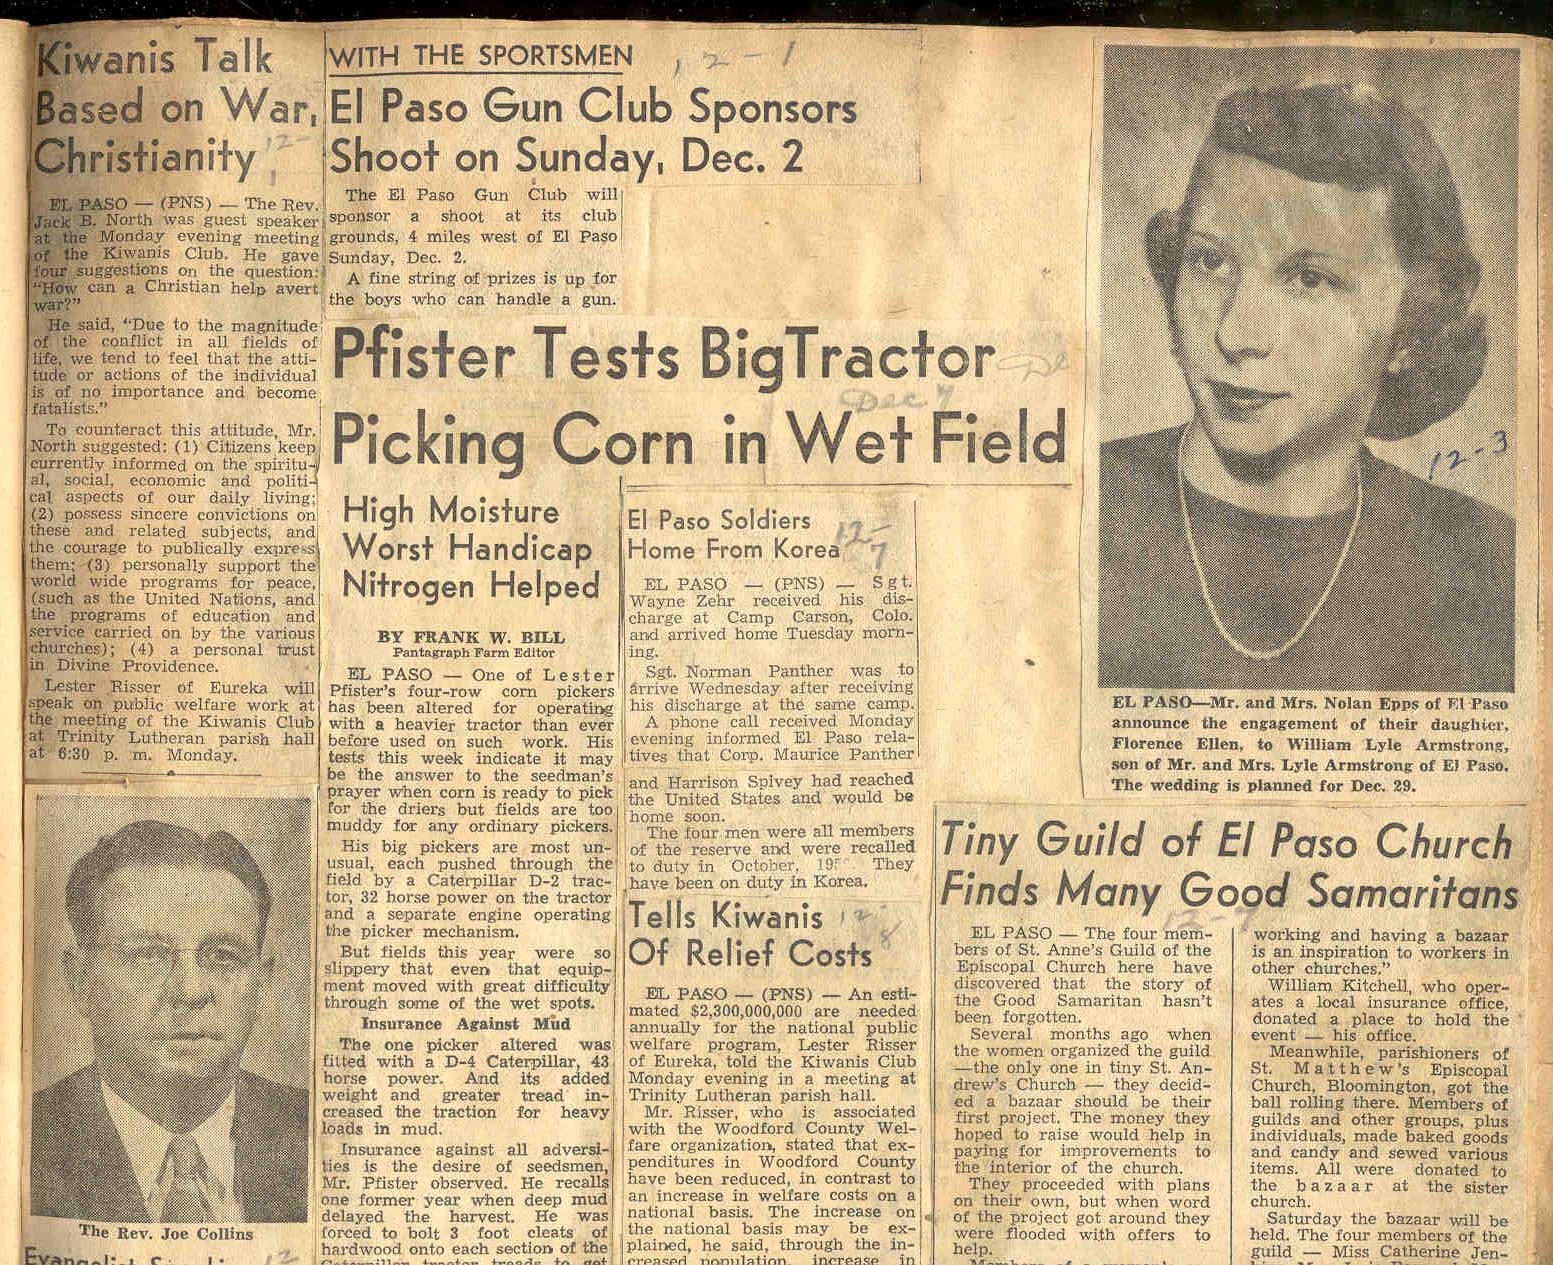 Kiwanis Talk
Based on War,
Christianity
12-
EL PASO — (PNS) — The Rev.
Jack B. North was guest speaker
at the Monday evening meeting
of the Kiwanis Club. He gave
four suggestions on the question:
"How can a Christian help avert
war?"
He said, "Due to the magnitude
of the conflict in all fields of
life, we tend to feel that the atti-
tude or actions of the individual
is of no importance and become
fatalists."
To counteract this attitude, Mr.
North suggested: (1) Citizens keep
currently informed on the spiritu-
al, social, economic and politi-
cal aspects of our daily living;
(2) possess sincere convictions on
these and related subjects, and
the courage to publically express
them; (3) personally support the
world wide programs for peace,
(such as the United Nations, and
the programs of education and
service carried on by the various
churches); (4) a personal trust
in Divine Providence.
Lester Risser of Eureka will
speak on public welfare work at
the meeting of the Kiwanis Club
at Trinity Lutheran parish hall
at 6:30 p. m. Monday.
The Rev. Joe Collins
12
WITH THE SPORTSMEN
12-1
El Paso Gun Club Sponsors
Shoot on Sunday, Dec. 2
The El Paso Gun Club will
sponsor a shoot at its club
grounds, 4 miles west of El Paso
Sunday, Dec. 2.
A fine string of prizes is up for
the boys who can handle a gun.
Pfister Tests BigTractor
De
Dec 7
Picking Corn in Wet Field
High Moisture
Worst Handicap
Nitrogen Helped
BY FRANK W. BILL
Pantagraph Farm Editor
EL PASO — One of Lester
Pfister's four-row corn pickers
has been altered for operating
with a heavier tractor than ever
before used on such work. His
tests this week indicate it may
be the answer to the seedman's
prayer when corn is ready to pick
for the driers but fields are too
muddy for any ordinary pickers.
His big pickers are most un-
usual, each pushed through the
field by a Caterpillar D-2 trac-
tor, 32 horse power on the tractor
and a separate engine operating
the picker mechanism.
But fields this year were so
slippery that even that equip-
ment moved with great difficulty
through some of the wet spots.
Insurance Against Mud
The one picker altered was
fitted with a D-4 Caterpillar, 43
horse power. And its added
weight and greater tread in-
creased the traction for heavy
loads in mud.
Insurance against all adversi-
ties is the desire of seedsmen,
Mr. Pfister observed. He recalls
one former year when deep mud
delayed the harvest. He was
forced to bolt 3 foot cleats of
hardwood onto each section of the
Caterpillar tractor treads to get
El Paso Soldiers
Home From Korea
12-7
EL PASO — (PNS) — Sgt.
Wayne Zehr received his dis-
charge at Camp Carson, Colo.
and arrived home Tuesday morn-
ing.
Sgt. Norman Panther was to
arrive Wednesday after receiving
his discharge at the same camp.
A phone call received Monday
evening informed El Paso rela-
tives that Corp. Maurice Panther
and Harrison Spivey had reached
the United States and would be
home soon.
The four men were all members
of the reserve and were recalled
to duty in October, They
have been on duty in Korea.
Tells Kiwanis
Of Relief Costs
12-8
EL PASO — (PNS) — An esti-
mated $2,300,000,000 are needed
annually for the national public
welfare program, Lester Risser
of Eureka, told the Kiwanis Club
Monday evening in a meeting at
Trinity Lutheran parish hall.
Mr. Risser, who is associated
with the Woodford County Wel-
fare organization, stated that ex-
penditures in Woodford County
have been reduced, in contrast to
an increase in welfare costs on a
national basis. The increase on
the national basis may be ex-
plained, he said, through the in-
creased population, increase in
12-3
EL PASO—Mr. and Mrs. Nolan Epps of El Paso
announce the engagement of their daughter,
Florence Ellen, to William Lyle Armstrong,
son of Mr. and Mrs. Lyle Armstrong of El Paso.
The wedding is planned for Dec. 29.
Tiny Guild of El Paso Church
Finds Many Good Samaritans
12-7
EL PASO — The four mem-
bers of St. Anne's Guild of the
Episcopal Church here have
discovered that the story of
the Good Samaritan hasn't
been forgotten.
Several months ago when
the women organized the guild
—the only one in tiny St. An-
drew's Church — they decid-
ed a bazaar should be their
first project. The money they
hoped to raise would help in
paying for improvements to
the interior of the church.
They proceeded with plans
on their own, but when word
of the project got around they
were flooded with offers to
help.
working and having a bazaar
is an inspiration to workers in
other churches."
William Kitchell, who oper-
ates a local insurance office,
donated a place to hold the
event — his office.
Meanwhile, parishioners of
St. Matthew's Episcopal
Church, Bloomington, got the
ball rolling there. Members of
guilds and other groups, plus
individuals, made baked goods
and candy and sewed various
items. All were donated to
the bazaar at the sister
church.
Saturday the bazaar will be
held. The four members of the
guild — Miss Catherine Jen-